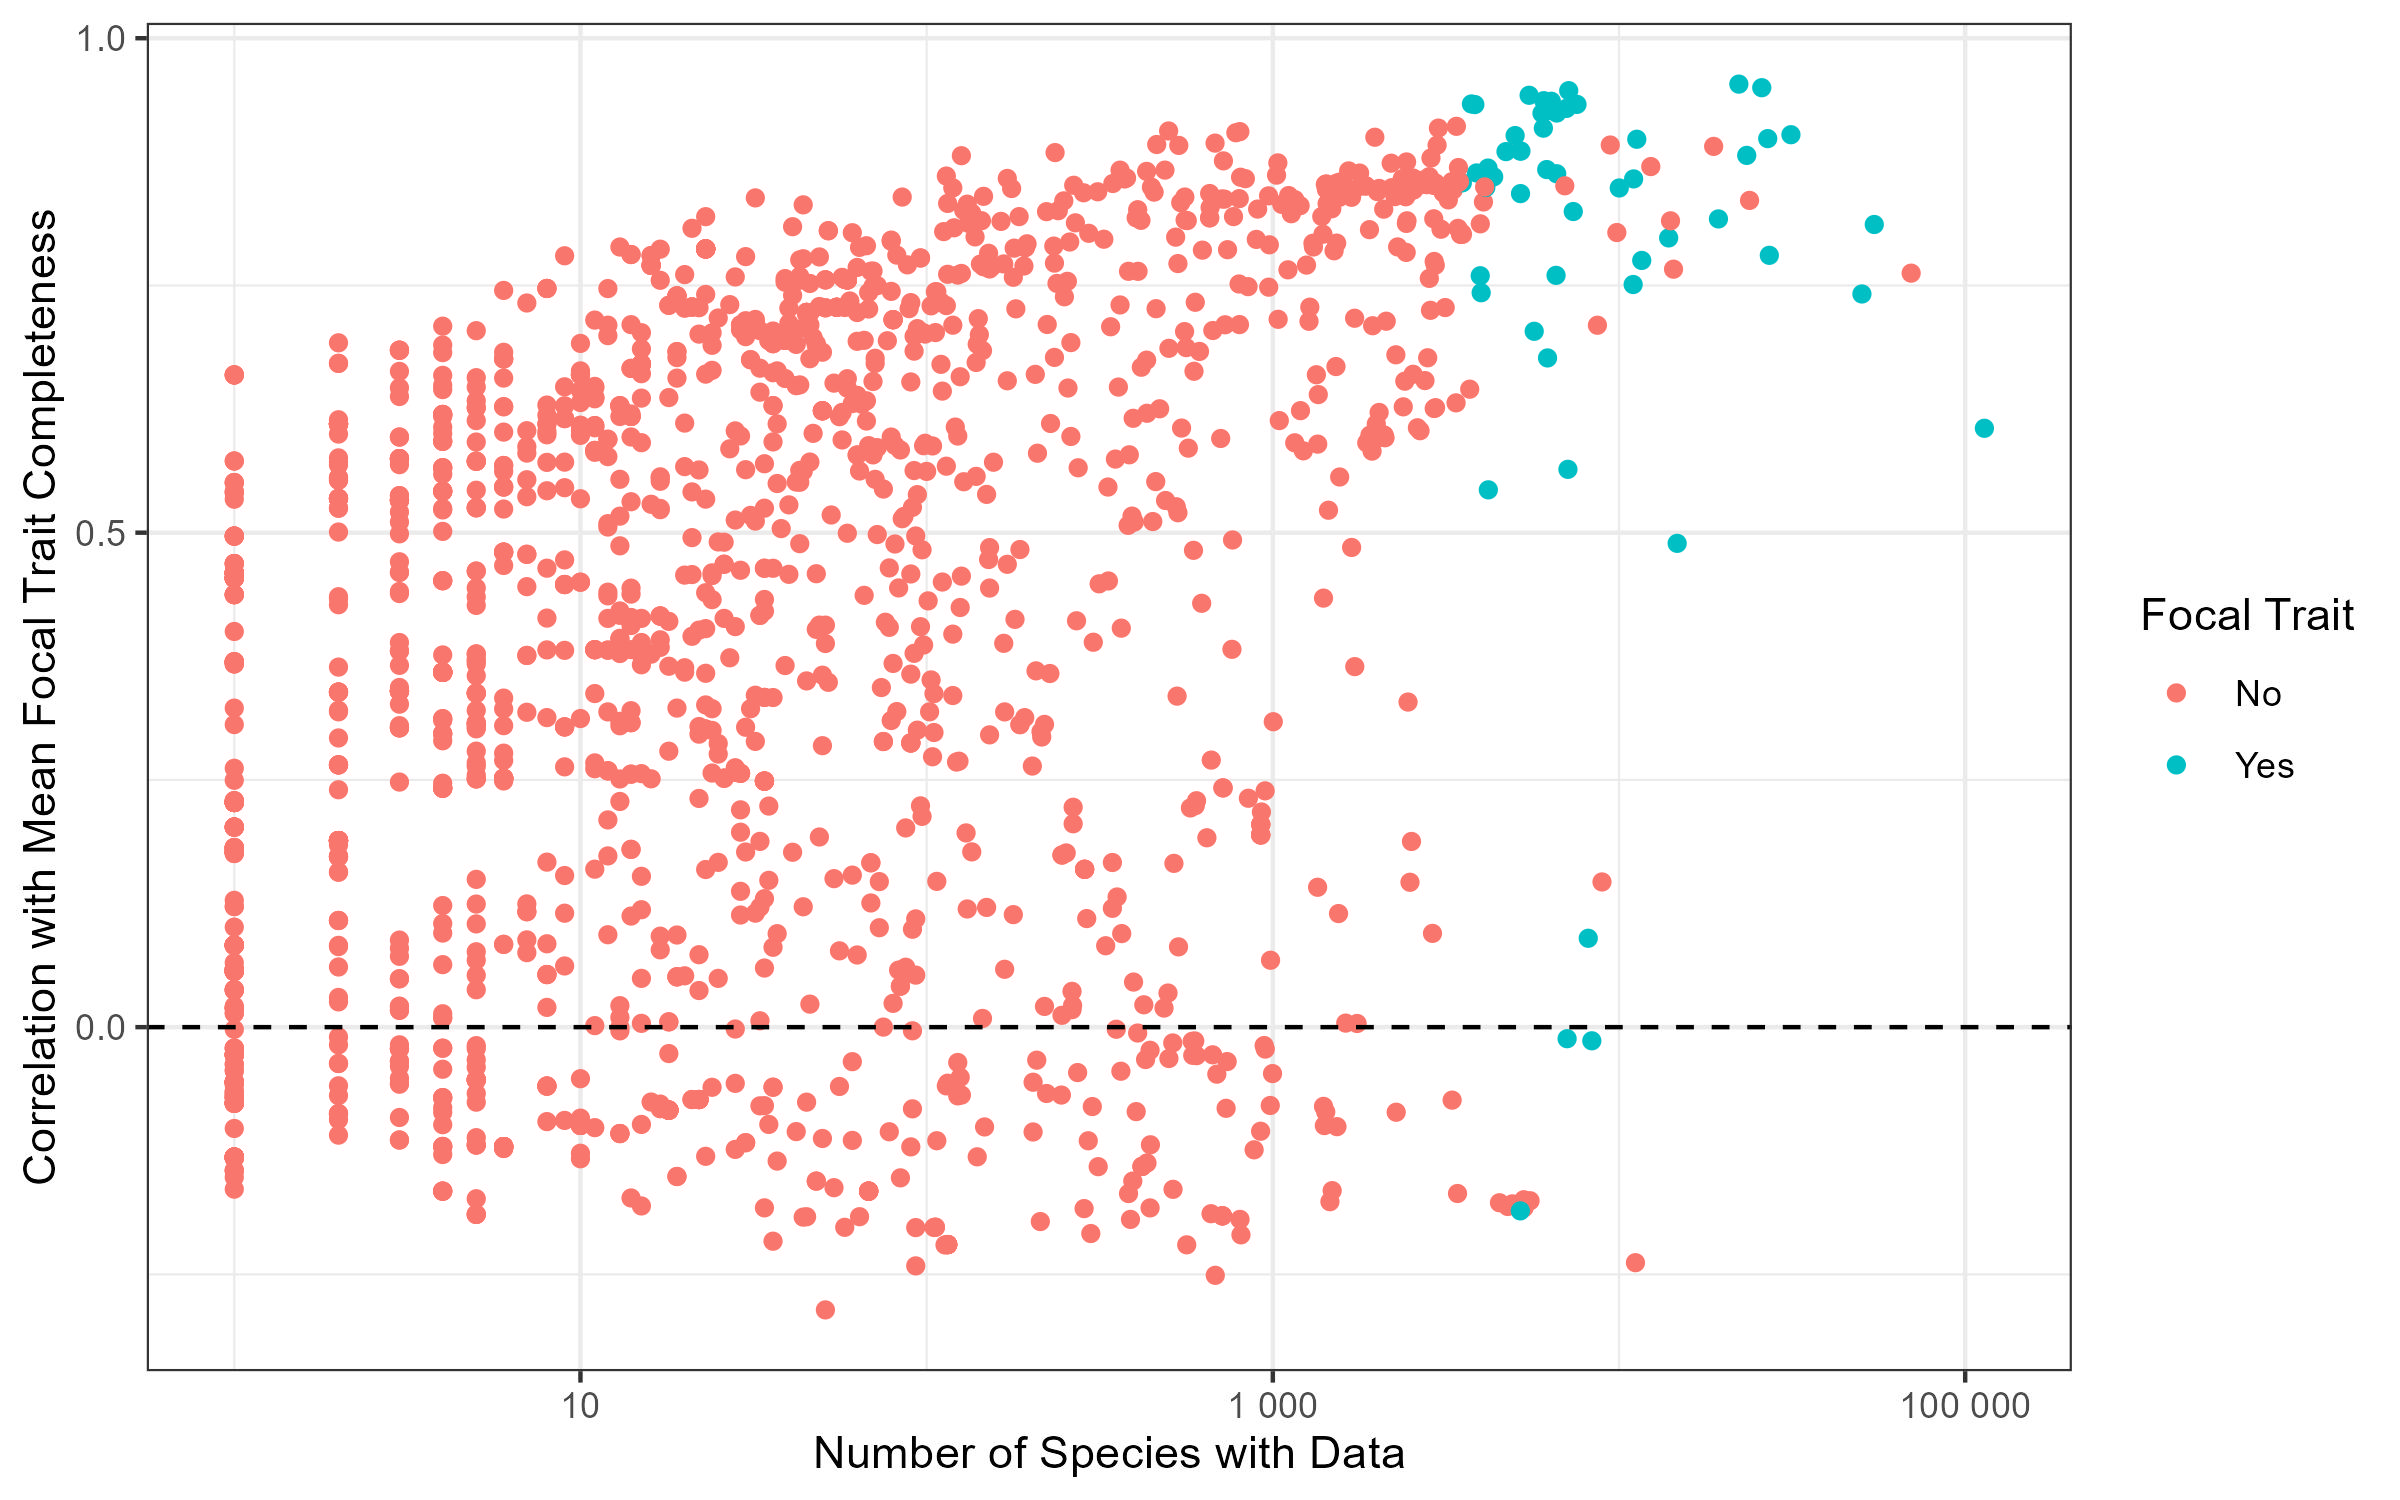 Correlation with Mean Focal Trait Completeness
1.0
0.5
0.0
10
1 000
100 000
Number of Species with Data
Focal Trait
No
Yes